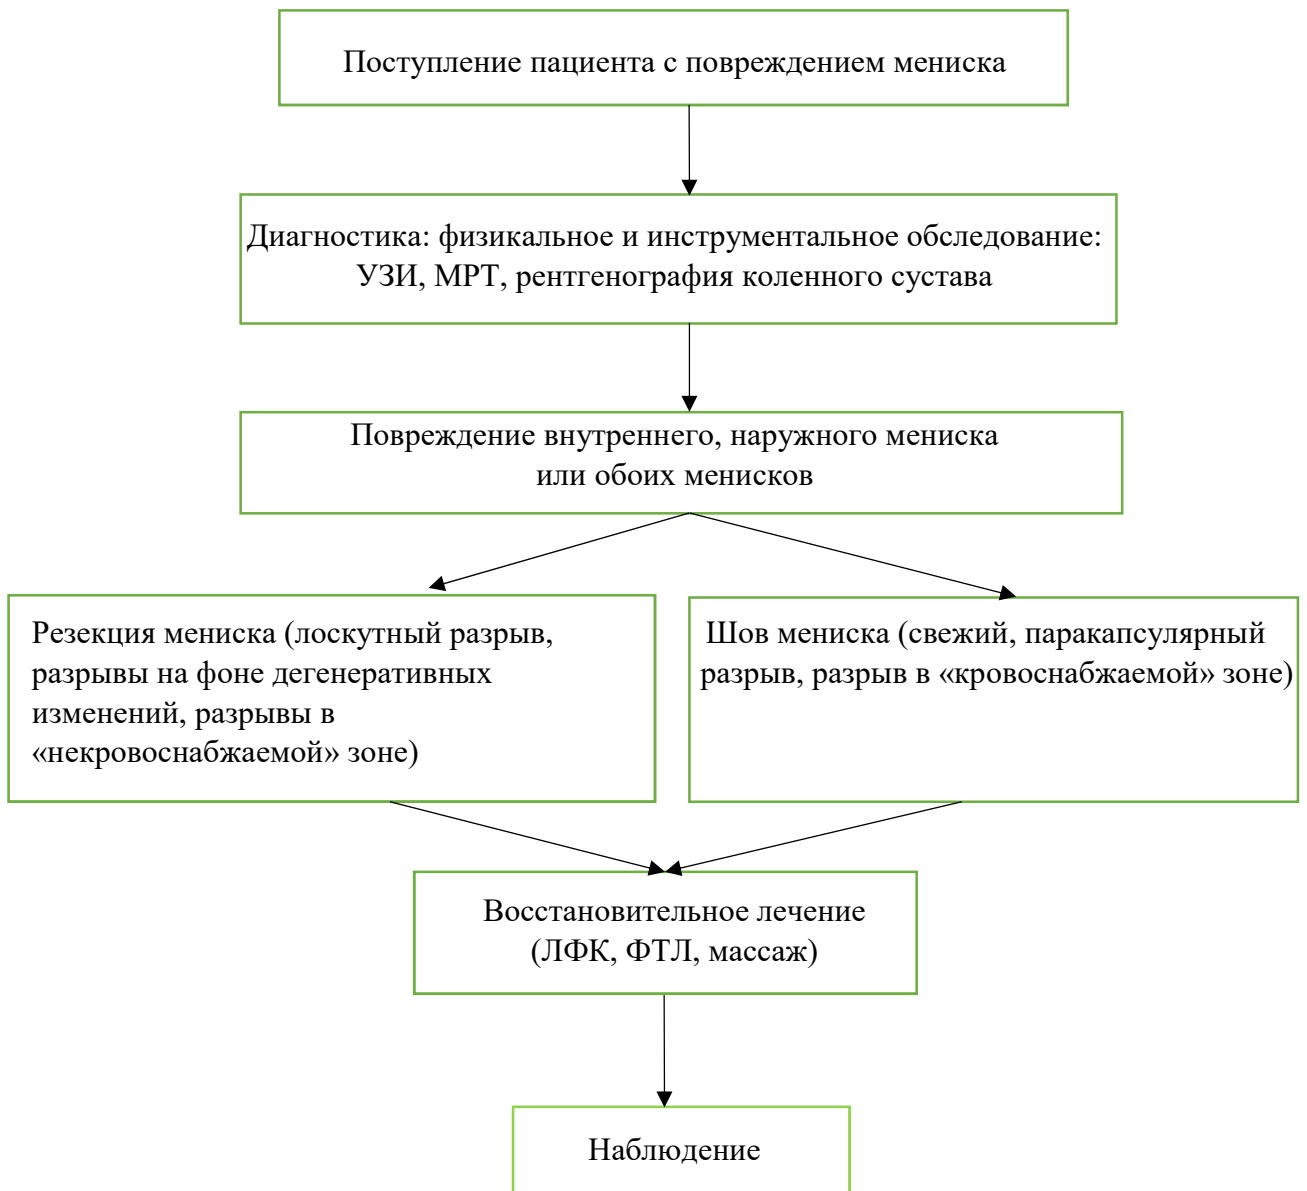 Поступление пациента с повреждением мениска
Диагностика: физикальное и инструментальное обследование:
УЗИ, МРТ, рентгенография коленного сустава
Повреждение внутреннего, наружного мениска
или обоих менисков
Резекция мениска (лоскутный разрыв,
разрывы на фоне дегенеративных
изменений, разрывы в
«некровоснабжаемой» зоне)
Шов мениска (свежий, паракапсулярный
разрыв, разрыв в «кровоснабжаемой» зоне)
Восстановительное лечение
(ЛФК, ФТЛ, массаж)
Наблюдение